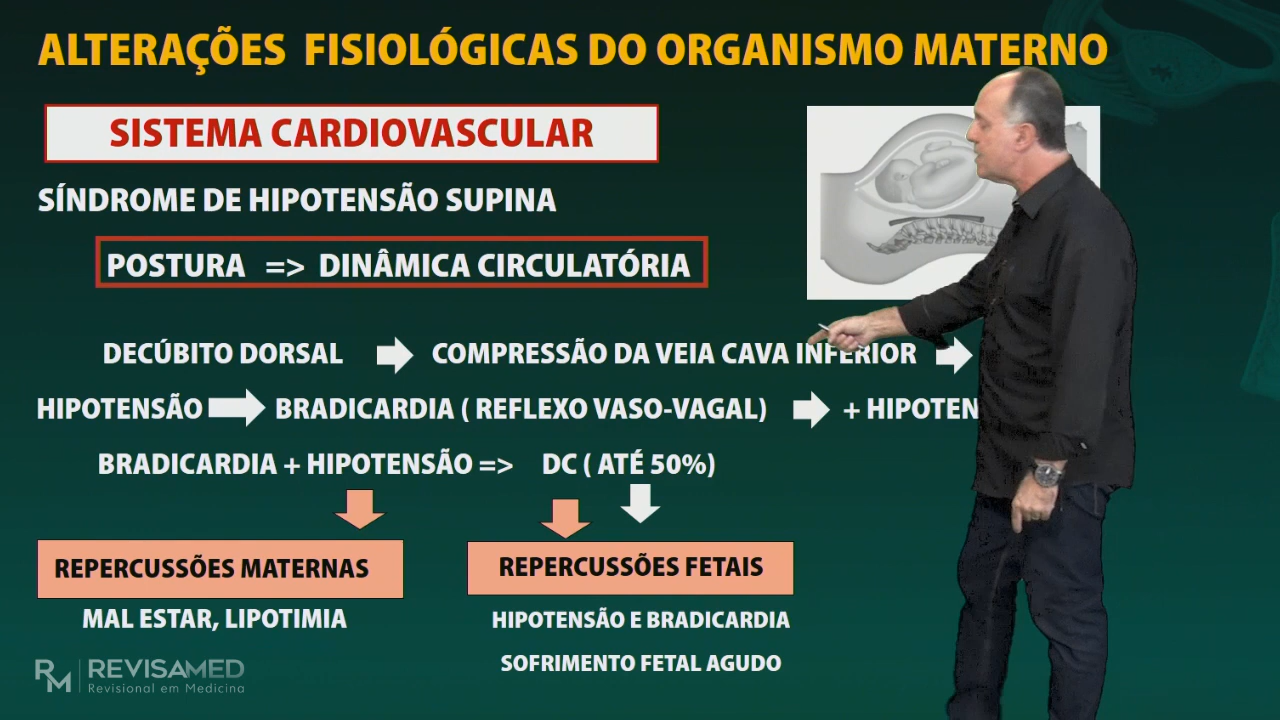 ALTERAÇÕES FISIOLÓGICAS DO ORGANISMO MATERNO
SISTEMA CARDIOVASCULAR
SÍNDROME DE HIPOTENSÃO SUPINA
POSTURA => DINÂMICA CIRCULATÓRIA
DECÚBITO DORSAL COMPRESSÃO DA VEIA CAVA INFERIOR
HIPOTENSÃO BRADICARDIA ( REFLEXO VASO-VAGAL) + HIPOTEN
BRADICARDIA + HIPOTENSÃO => DC ( ATÉ 50%)
REPERCUSSÕES MATERNAS
MAL ESTAR, LIPOTIMIA
REPERCUSSÕES FETAIS
HIPOTENSÃO E BRADICARDIA
SOFRIMENTO FETAL AGUDO
RM REVISAMED
Revisional em Medicina